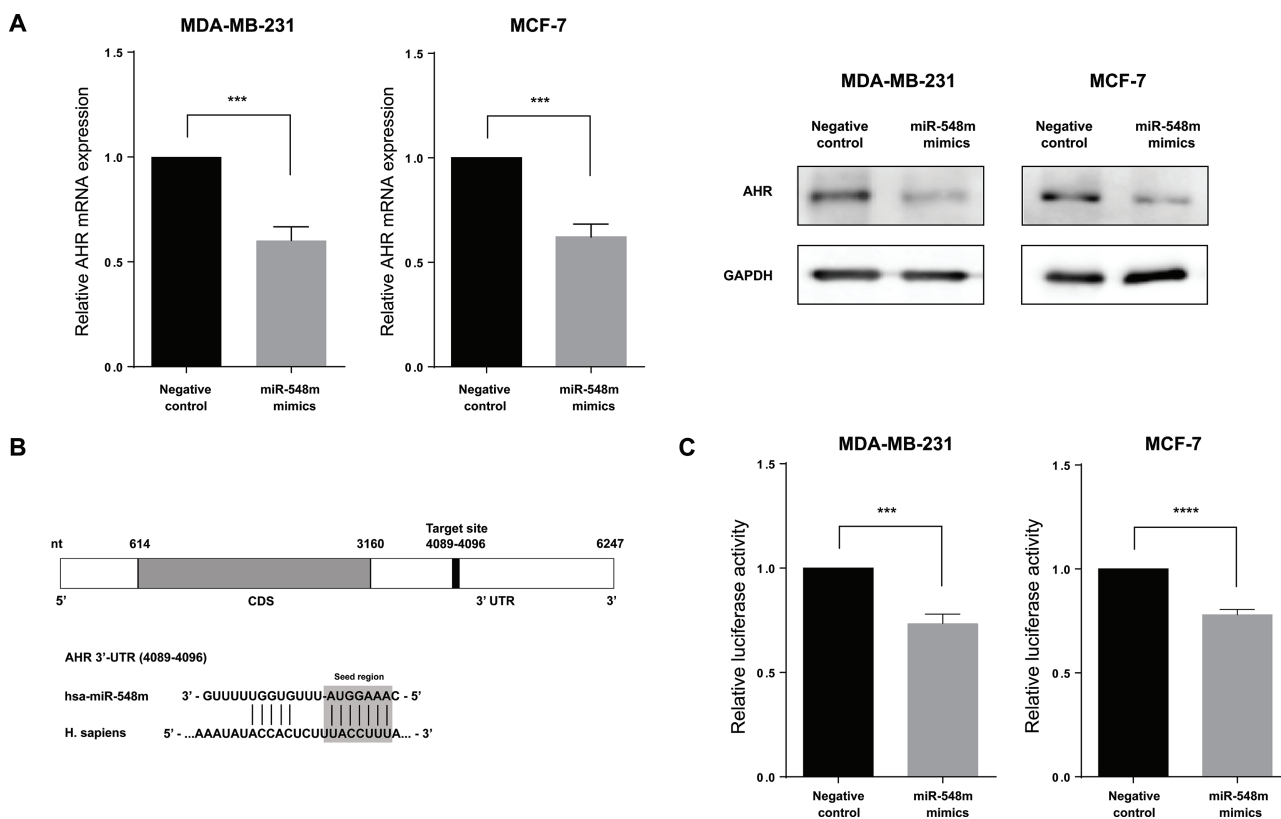 A
MDA-MB-231
MCF-7
1.5
1.0
0.5
0.0
Relative AHR mRNA expression
***
Negative
control
miR-548m
mimics
1.5
1.0
0.5
0.0
Relative AHR mRNA expression
***
Negative
control
miR-548m
mimics
MDA-MB-231
MCF-7
Negative
control
miR-548m
mimics
Negative
control
miR-548m
mimics
AHR
GAPDH
B
Target site
nt 614 3160 4089-4096 6247
5’ CDS 3’ UTR 3’
AHR 3’-UTR (4089-4096)
Seed region
hsa-miR-548m 3’ - GUUUUUGGUGUUU-AUGGAAAC - 5’
H. sapiens 5’ - ...AAAUAUACCACUCUUUACCUUUA... - 3’
C
MDA-MB-231
MCF-7
1.5
1.0
0.5
0.0
Relative luciferase activity
***
Negative
control
miR-548m
mimics
1.5
1.0
0.5
0.0
Relative luciferase activity
****
Negative
control
miR-548m
mimics